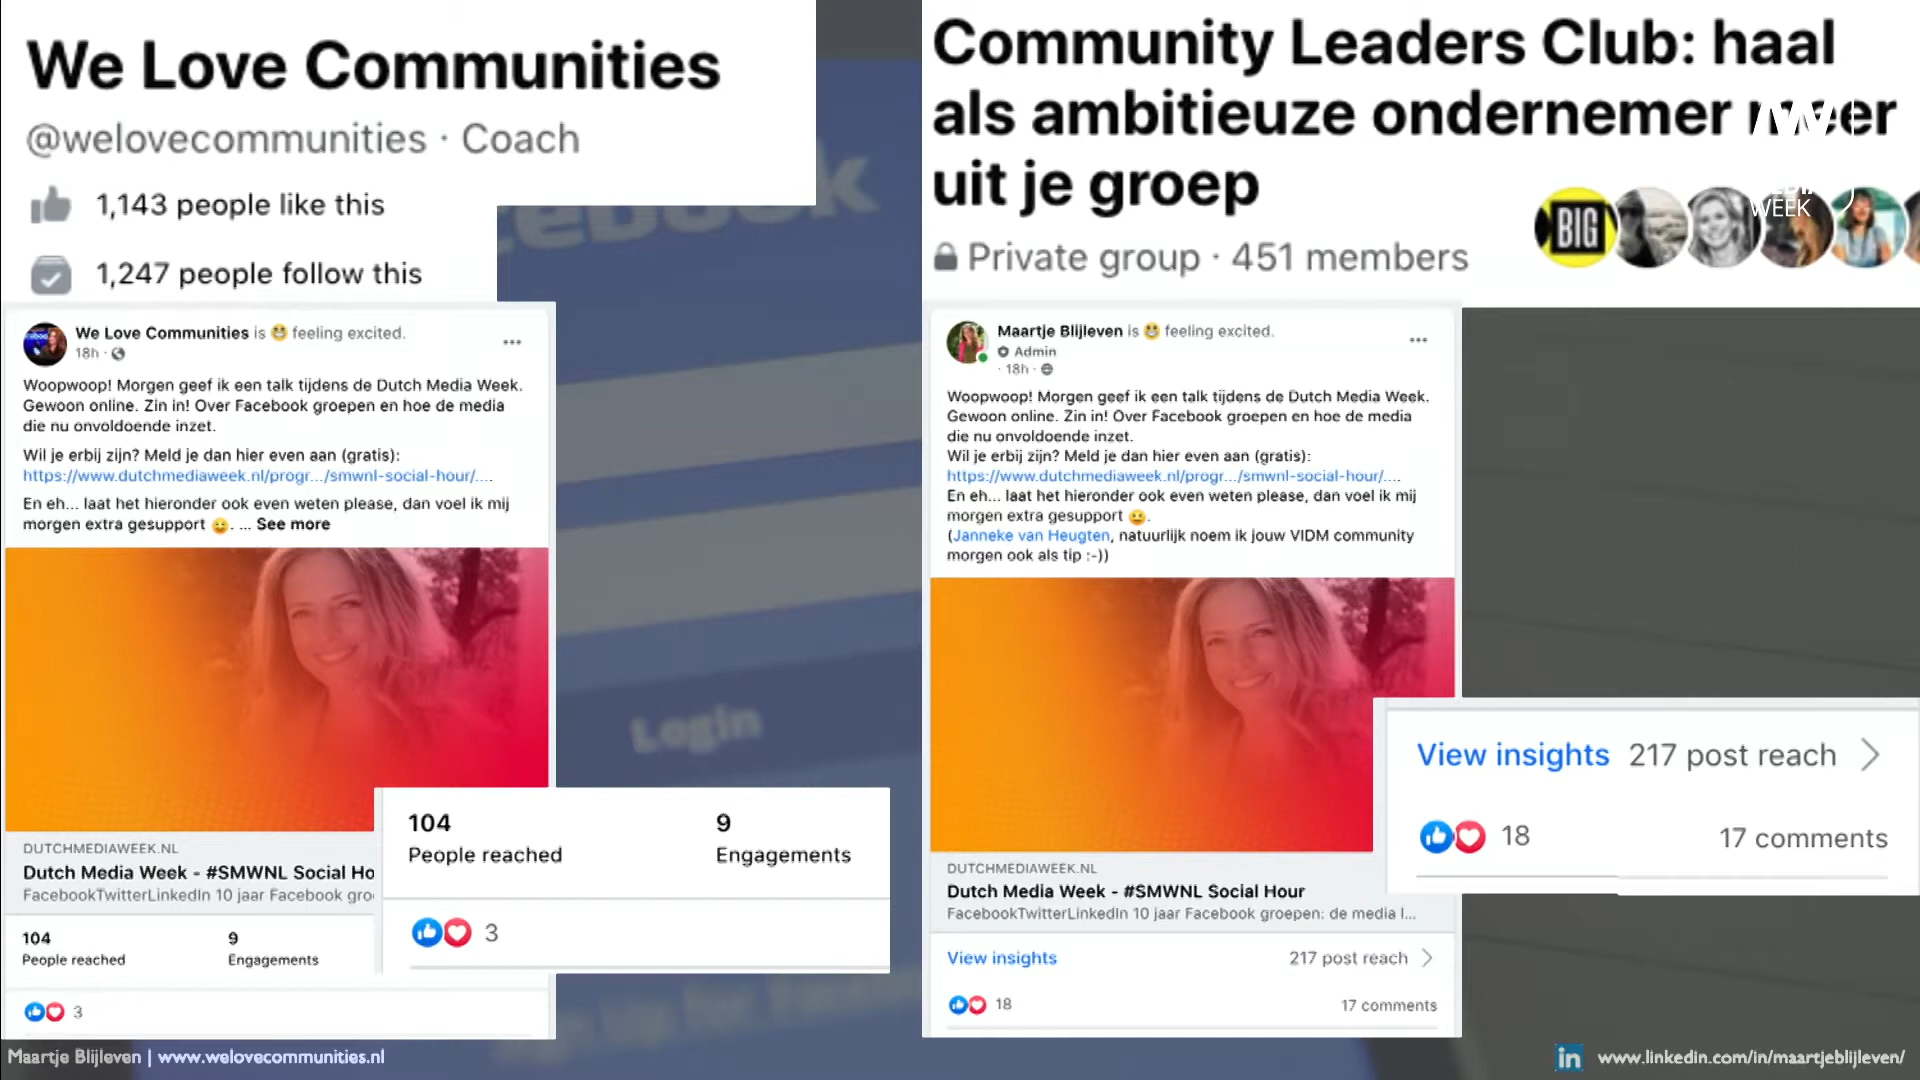 We Love Communities
@welovecommunities · Coach
1,143 people like this
1,247 people follow this
We Love Communities is 😀 feeling excited.
18h ·
Woopwoop! Morgen geef ik een talk tijdens de Dutch Media Week.
Gewoon online. Zin in! Over Facebook groepen en hoe de media
die nu onvoldoende inzet.
Wil je erbij zijn? Meld je dan hier even aan (gratis):
https://www.dutchmediaweek.nl/progr.../smwnl-social-hour/....
En eh... laat het hieronder ook even weten please, dan voel ik mij
morgen extra gesupport 😀. ... See more
DUTCHMEDIAWEEK.NL
Dutch Media Week - #SMWNL Social Ho
FacebookTwitterLinkedIn 10 jaar Facebook gro
104
9
People reached
Engagements
3
104
9
People reached
Engagements
3
Login
Community Leaders Club: haal
als ambitieuze ondernemer meer
uit je groep
Private group · 451 members
BIG
WEEK
Maartje Blijleven is 😀 feeling excited.
Admin
· 18h ·
Woopwoop! Morgen geef ik een talk tijdens de Dutch Media Week.
Gewoon online. Zin in! Over Facebook groepen en hoe de media
die nu onvoldoende inzet.
Wil je erbij zijn? Meld je dan hier even aan (gratis):
https://www.dutchmediaweek.nl/progr.../smwnl-social-hour/....
En eh... laat het hieronder ook even weten please, dan voel ik mij
morgen extra gesupport 😀.
(Janneke van Heugten, natuurlijk noem ik jouw VIDM community
morgen ook als tip :-))
DUTCHMEDIAWEEK.NL
Dutch Media Week - #SMWNL Social Hour
FacebookTwitterLinkedIn 10 jaar Facebook groepen: de media l...
View insights 217 post reach
18 17 comments
View insights 217 post reach
18 17 comments
Maartje Blijleven | www.welovecommunities.nl
in www.linkedin.com/in/maartjeblijleven/